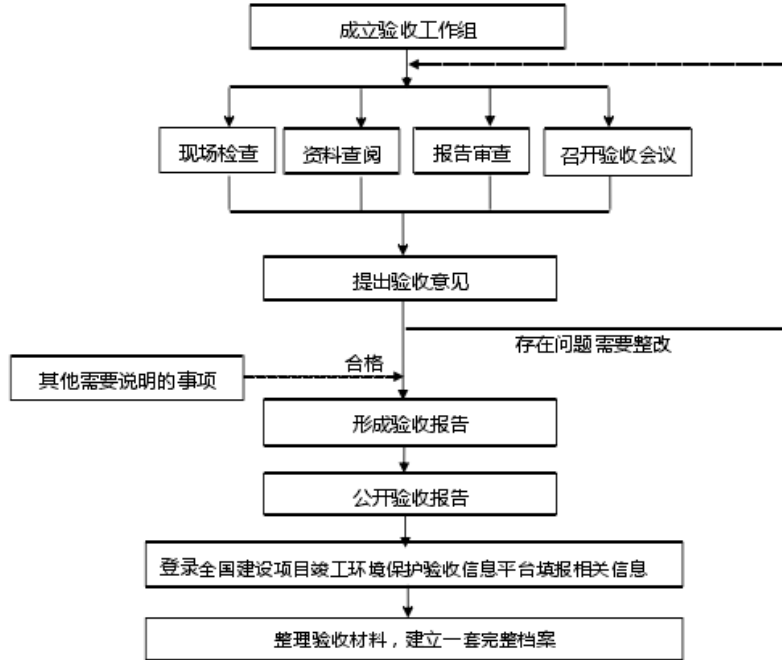 成立验收工作组
现场检查
资料查阅
报告审查
召开验收会议
提出验收意见
存在问题需要整改
合格
其他需要说明的事项
形成验收报告
公开验收报告
登录全国建设项目竣工环境保护验收信息平台填报相关信息
整理验收材料，建立一套完整档案